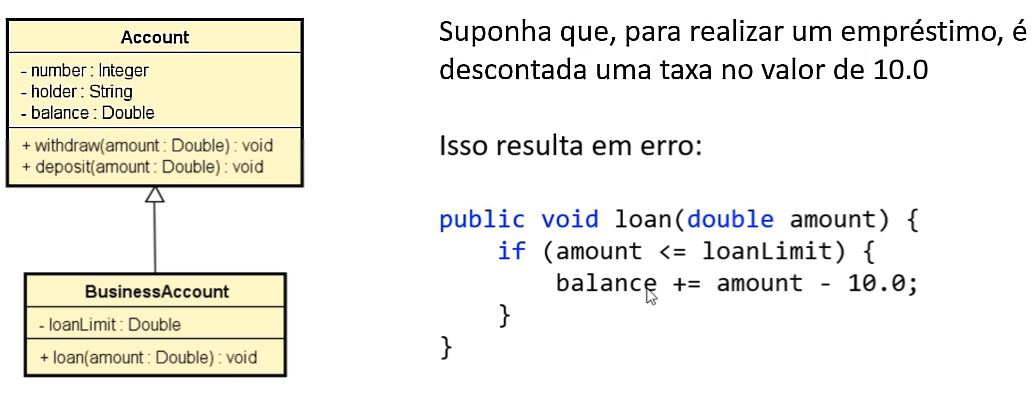 Account
- number : Integer
- holder : String
- balance : Double
+ withdraw(amount : Double) : void
+ deposit(amount : Double) : void
BusinessAccount
- loanLimit : Double
+ loan(amount : Double) : void
Suponha que, para realizar um empréstimo, é
descontada uma taxa no valor de 10.0
Isso resulta em erro:
public void loan(double amount) {
    if (amount <= loanLimit) {
        balance += amount - 10.0;
    }
}